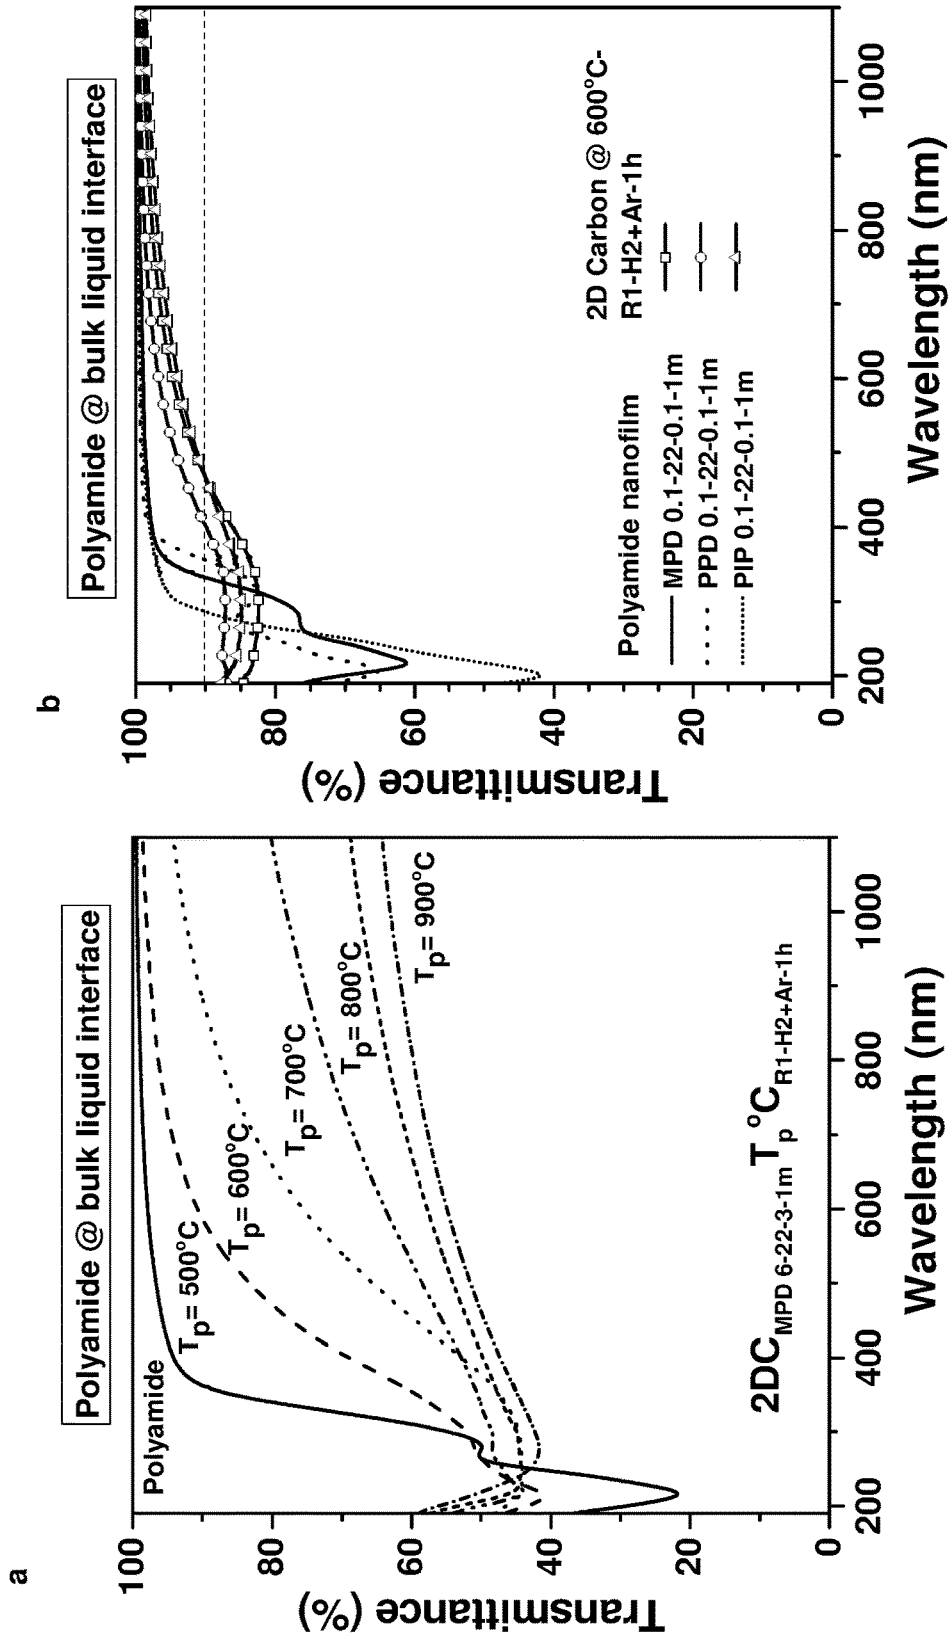 a
Polyamide @ bulk liquid interface
Transmittance (%)
100
80
60
40
20
0
Polyamide
Tp= 500°C
Tp= 600°C
Tp= 700°C
Tp= 800°C
Tp= 900°C
2DC MPD 6-22-3-1m Tp°C R1-H2+Ar-1h
200
400
600
800
1000
Wavelength (nm)
b
Polyamide @ bulk liquid interface
Transmittance (%)
100
80
60
40
20
0
2D Carbon @ 600°C-
Polyamide nanofilm R1-H2+Ar-1h
MPD 0.1-22-0.1-1m
PPD 0.1-22-0.1-1m
PIP 0.1-22-0.1-1m
200
400
600
800
1000
Wavelength (nm)